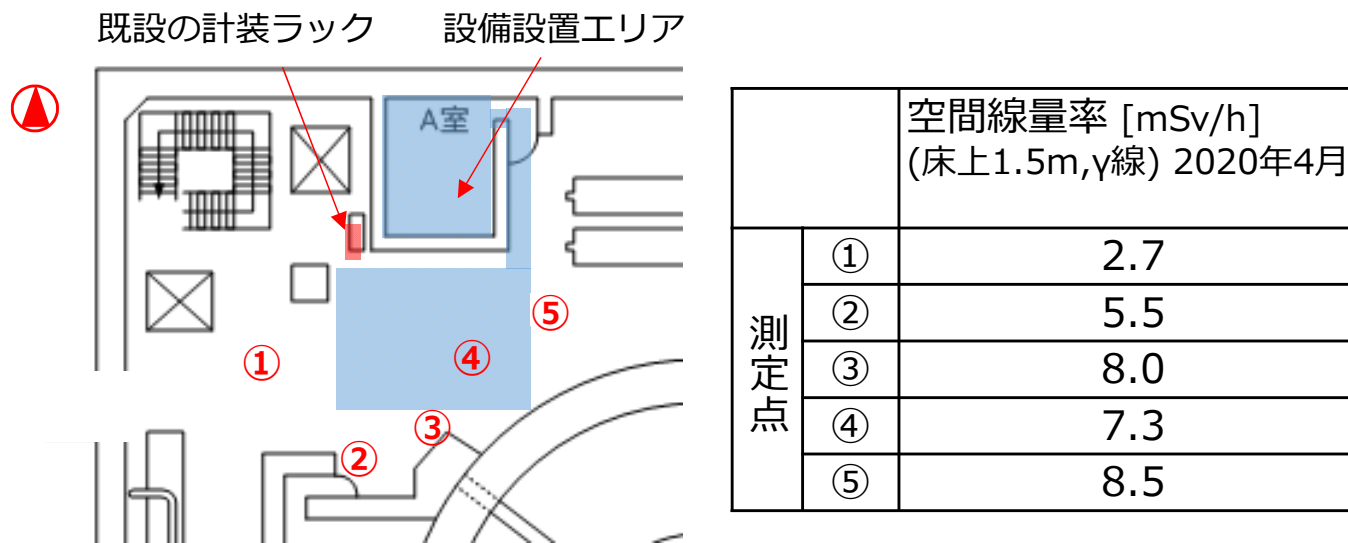 既設の計装ラック
設備設置エリア
A室
①
②
③
④
⑤
空間線量率 [mSv/h]
(床上1.5m,γ線) 2020年4月
測定点
① 2.7
② 5.5
③ 8.0
④ 7.3
⑤ 8.5